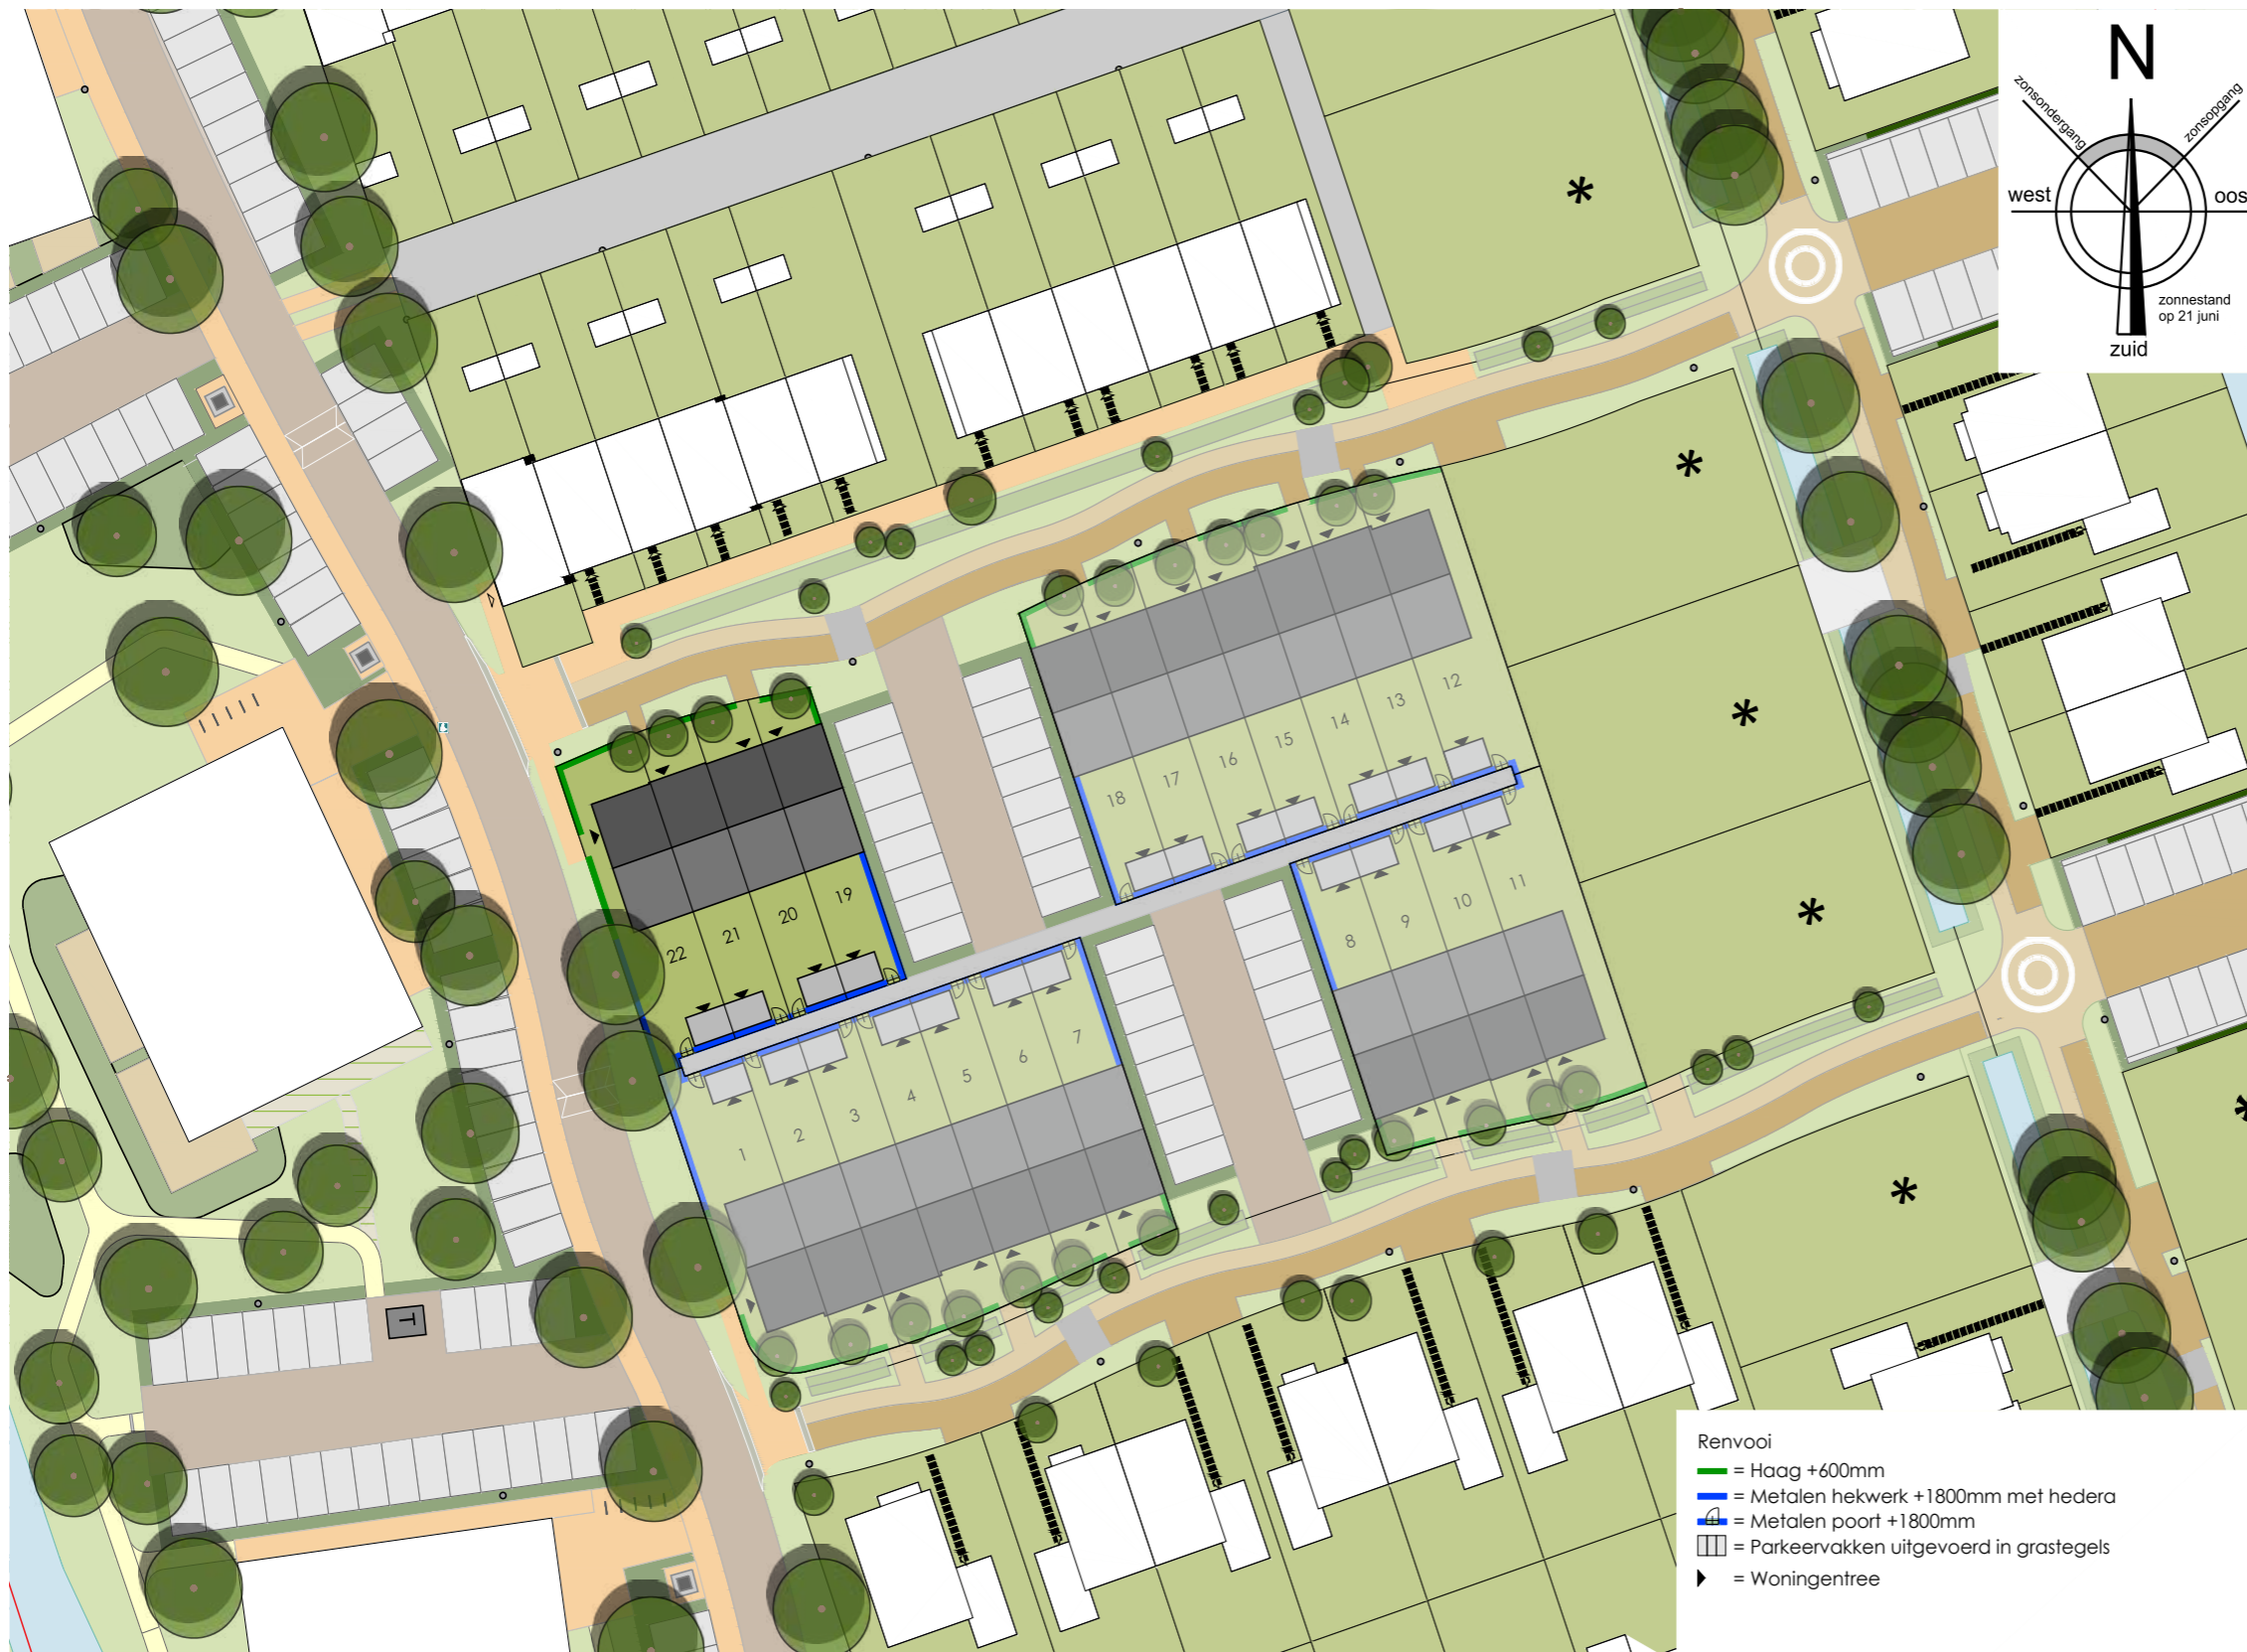 N
zonsondergang
zonsopgang
west
oos
zonnestand
op 21 juni
zuid
*
*
*
*
*
*
12
13
14
15
16
17
18
19
20
21
22
11
10
9
8
7
6
5
4
3
2
1
T
Renvooi
= Haag +600mm
= Metalen hekwerk +1800mm met hedera
= Metalen poort +1800mm
= Parkeervakken uitgevoerd in grastegels
= Woningentree